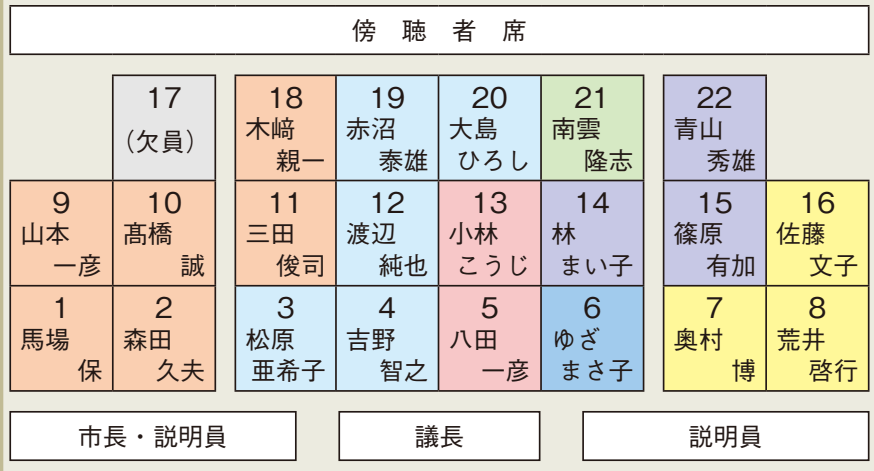 傍聴者席
17
(欠員)
18
木﨑
親一
19
赤沼
泰雄
20
大島
ひろし
21
南雲
隆志
22
青山
秀雄
9
山本
一彦
10
髙橋
誠
11
三田
俊司
12
渡辺
純也
13
小林
こうじ
14
林
まい子
15
篠原
有加
16
佐藤
文子
1
馬場
保
2
森田
久夫
3
松原
亜希子
4
吉野
智之
5
八田
一彦
6
ゆざ
まさ子
7
奥村
博
8
荒井
啓行
市長・説明員
議長
説明員